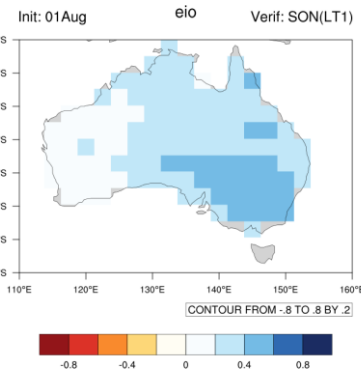 Init: 01Aug eio Verif: SON(LT1)
S
S
S
S
S
S
S
S
110°E 120°E 130°E 140°E 150°E 160°
CONTOUR FROM -.8 TO .8 BY .2
-0.8 -0.4 0 0.4 0.8